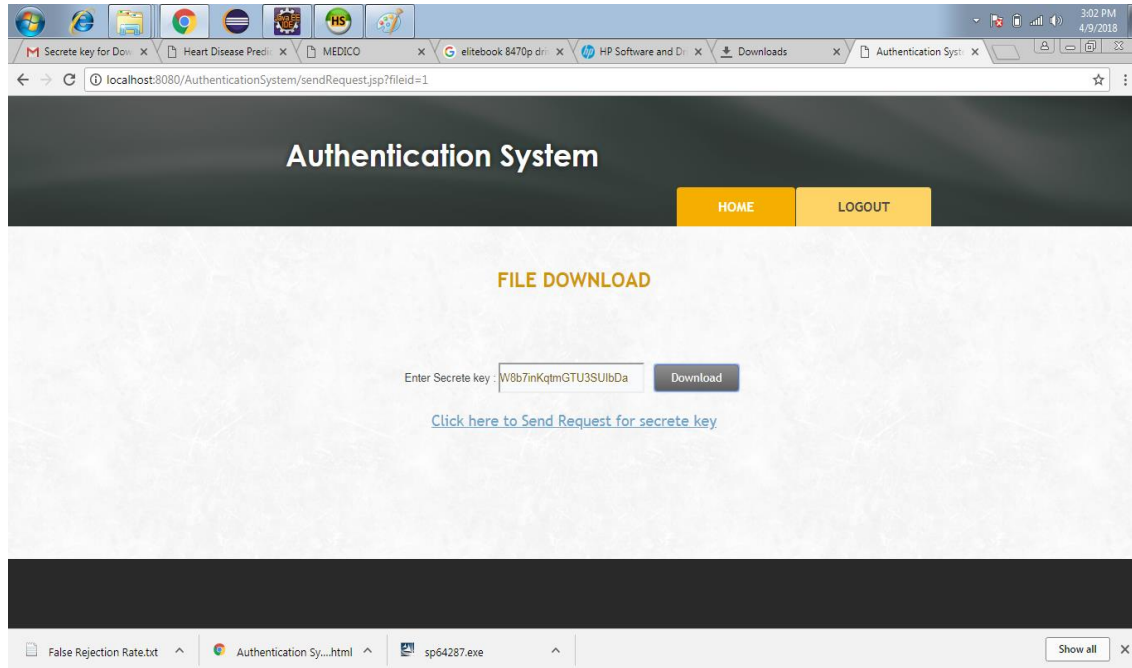 HS
3:02 PM
4/9/2018
Secrete key for Dow
Heart Disease Predic
MEDICO
elitebook 8470p driv
HP Software and Dr
Downloads
Authentication Syste
localhost:8080/AuthenticationSystem/sendRequest.jsp?fileid=1
Authentication System
HOME
LOGOUT
FILE DOWNLOAD
Enter Secrete key : W8b7inKqtmGTU3SUIbDa
Download
Click here to Send Request for secrete key
False Rejection Rate.txt
Authentication Sy....html
sp64287.exe
Show all